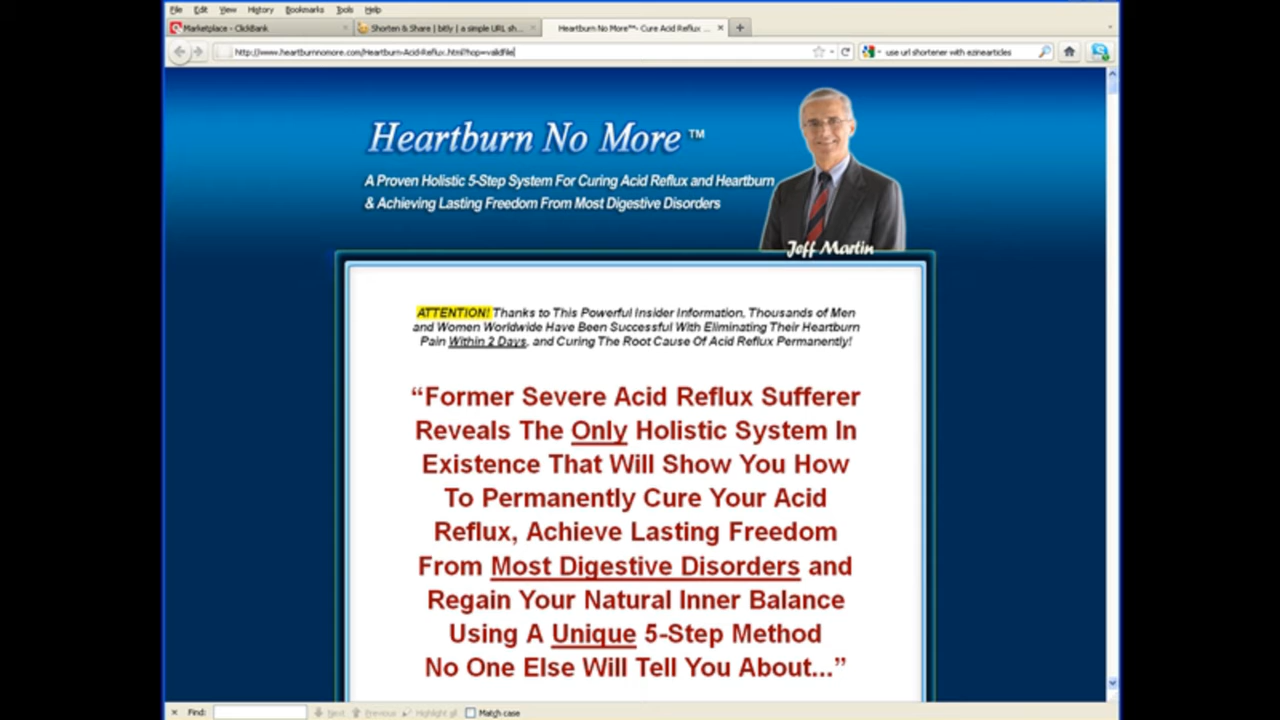 File Edit View History Bookmarks Tools Help
Marketplace - ClickBank
Shorten & Share | bitly | a simple URL sh...
Heartburn No More™- Cure Acid Reflux ...
http://www.heartburnnomore.com/Heartburn-Acid-Reflux.html?hop=validfile
use url shortener with ezinearticles
Heartburn No More ™
A Proven Holistic 5-Step System For Curing Acid Reflux and Heartburn
& Achieving Lasting Freedom From Most Digestive Disorders
Jeff Martin
ATTENTION! Thanks to This Powerful Insider Information, Thousands of Men
and Women Worldwide Have Been Successful With Eliminating Their Heartburn
Pain Within 2 Days, and Curing The Root Cause Of Acid Reflux Permanently!
“Former Severe Acid Reflux Sufferer
Reveals The Only Holistic System In
Existence That Will Show You How
To Permanently Cure Your Acid
Reflux, Achieve Lasting Freedom
From Most Digestive Disorders and
Regain Your Natural Inner Balance
Using A Unique 5-Step Method
No One Else Will Tell You About...”
Find: Next Previous Highlight all Match case